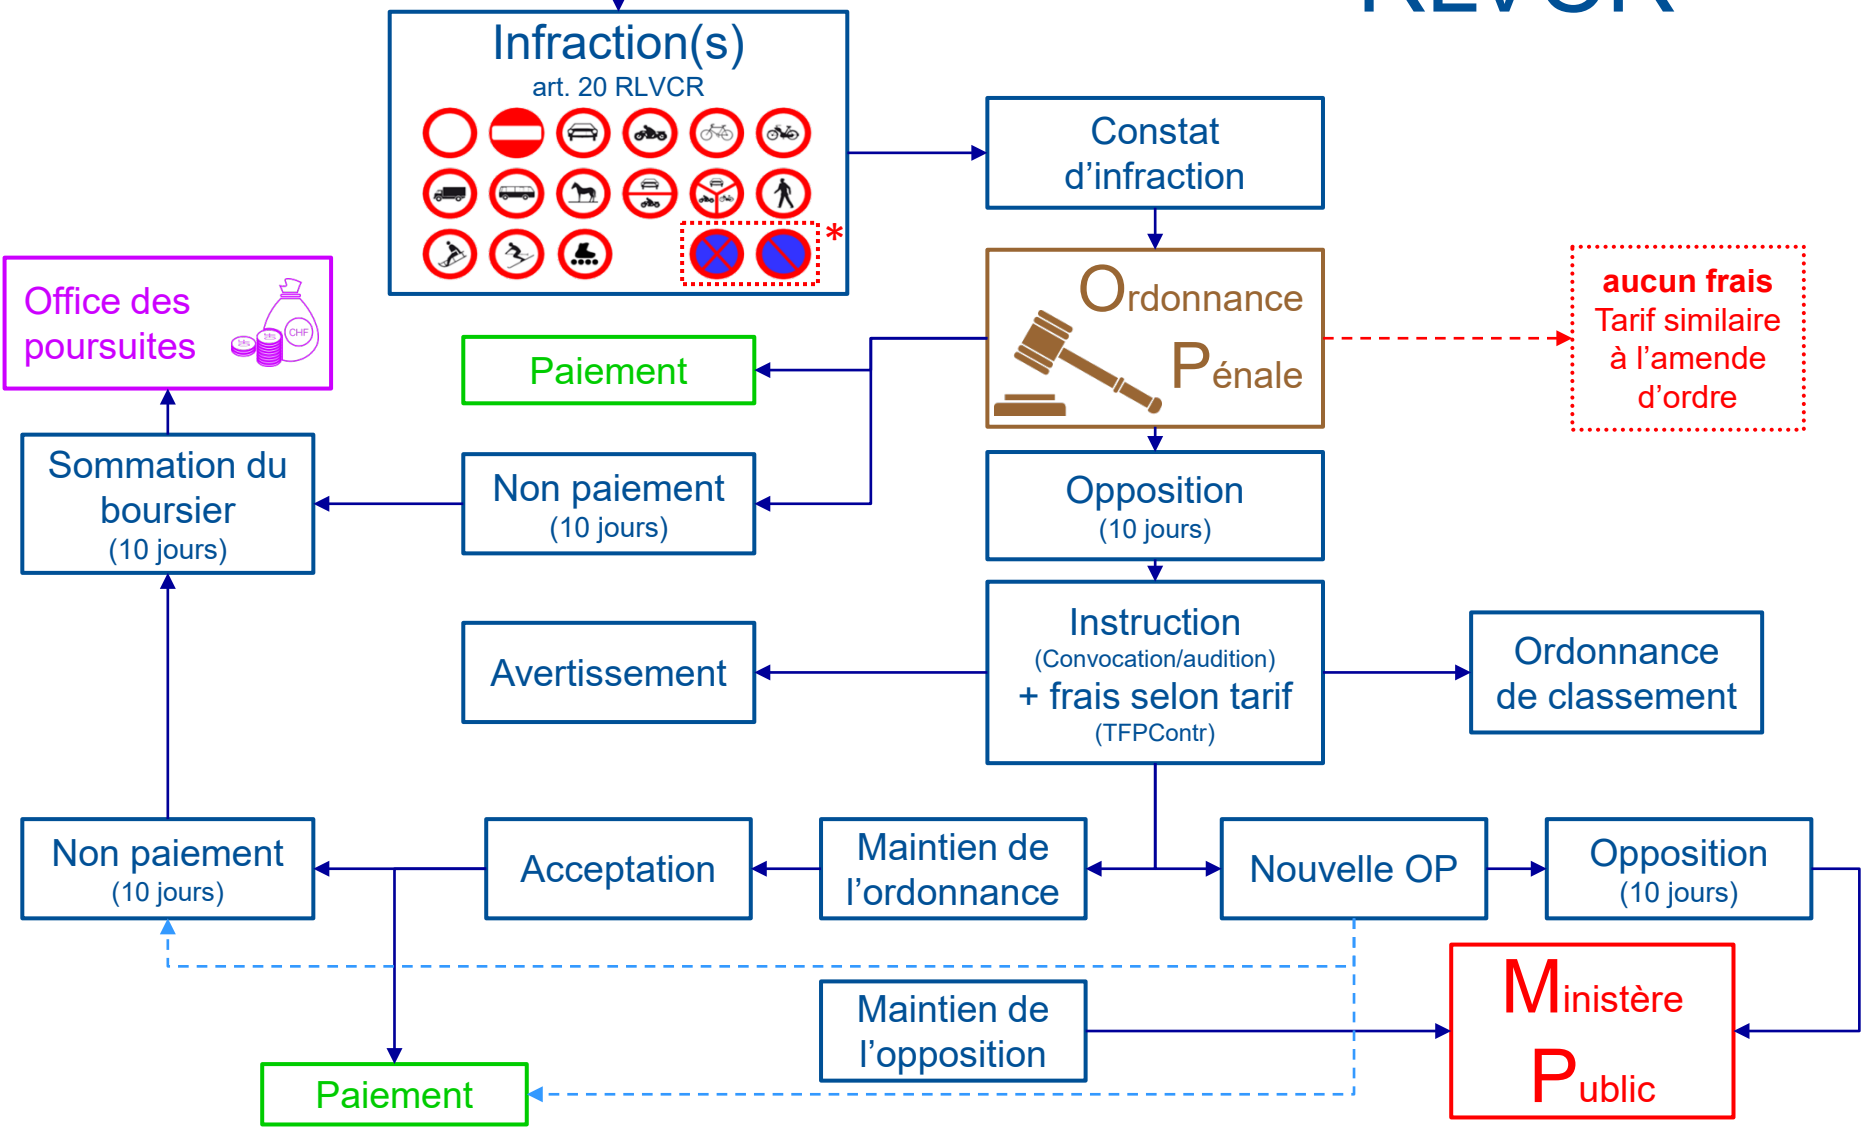 RLVCR
Infraction(s)
art. 20 RLVCR
*
Constat
d’infraction
Office des
poursuites
CHF
Ordonnance
Pénale
aucun frais
Tarif similaire
à l’amende
d’ordre
Paiement
Sommation du
boursier
(10 jours)
Non paiement
(10 jours)
Opposition
(10 jours)
Avertissement
Instruction
(Convocation/audition)
+ frais selon tarif
(TFPContr)
Ordonnance
de classement
Non paiement
(10 jours)
Acceptation
Maintien de
l’ordonnance
Nouvelle OP
Opposition
(10 jours)
Maintien de
l’opposition
Ministère
Public
Paiement